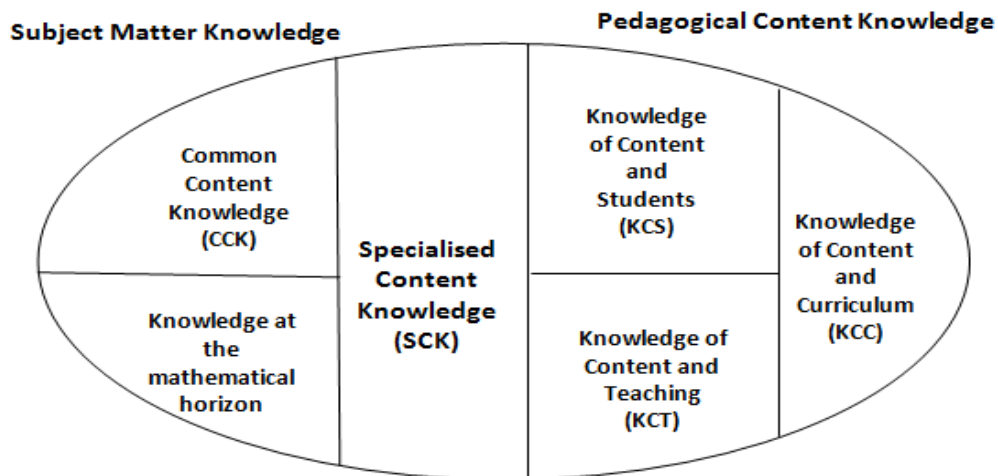 Subject Matter Knowledge
Pedagogical Content Knowledge
Common
Content
Knowledge
(CCK)
Knowledge at
the
mathematical
horizon
Specialised
Content
Knowledge
(SCK)
Knowledge
of Content
and
Students
(KCS)
Knowledge of
Content and
Teaching
(KCT)
Knowledge
of Content
and
Curriculum
(KCC)